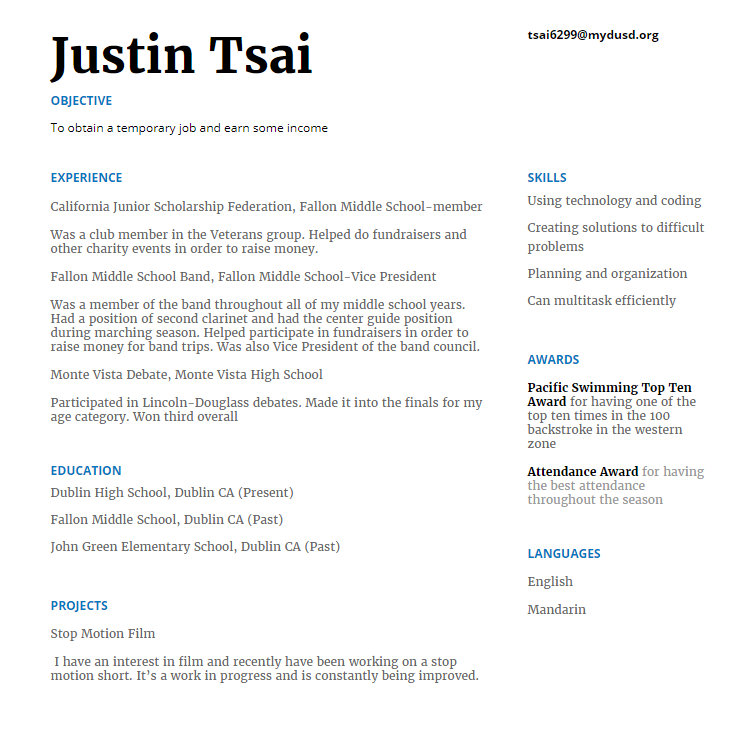 Justin Tsai
tsai6299@mydusd.org
OBJECTIVE
To obtain a temporary job and earn some income
EXPERIENCE
California Junior Scholarship Federation, Fallon Middle School-member
Was a club member in the Veterans group. Helped do fundraisers and
other charity events in order to raise money.
Fallon Middle School Band, Fallon Middle School-Vice President
Was a member of the band throughout all of my middle school years.
Had a position of second clarinet and had the center guide position
during marching season. Helped participate in fundraisers in order to
raise money for band trips. Was also Vice President of the band council.
Monte Vista Debate, Monte Vista High School
Participated in Lincoln-Douglass debates. Made it into the finals for my
age category. Won third overall
EDUCATION
Dublin High School, Dublin CA (Present)
Fallon Middle School, Dublin CA (Past)
John Green Elementary School, Dublin CA (Past)
PROJECTS
Stop Motion Film
I have an interest in film and recently have been working on a stop
motion short. It's a work in progress and is constantly being improved.
SKILLS
Using technology and coding
Creating solutions to difficult
problems
Planning and organization
Can multitask efficiently
AWARDS
Pacific Swimming Top Ten
Award for having one of the
top ten times in the 100
backstroke in the western
zone
Attendance Award for having
the best attendance
throughout the season
LANGUAGES
English
Mandarin